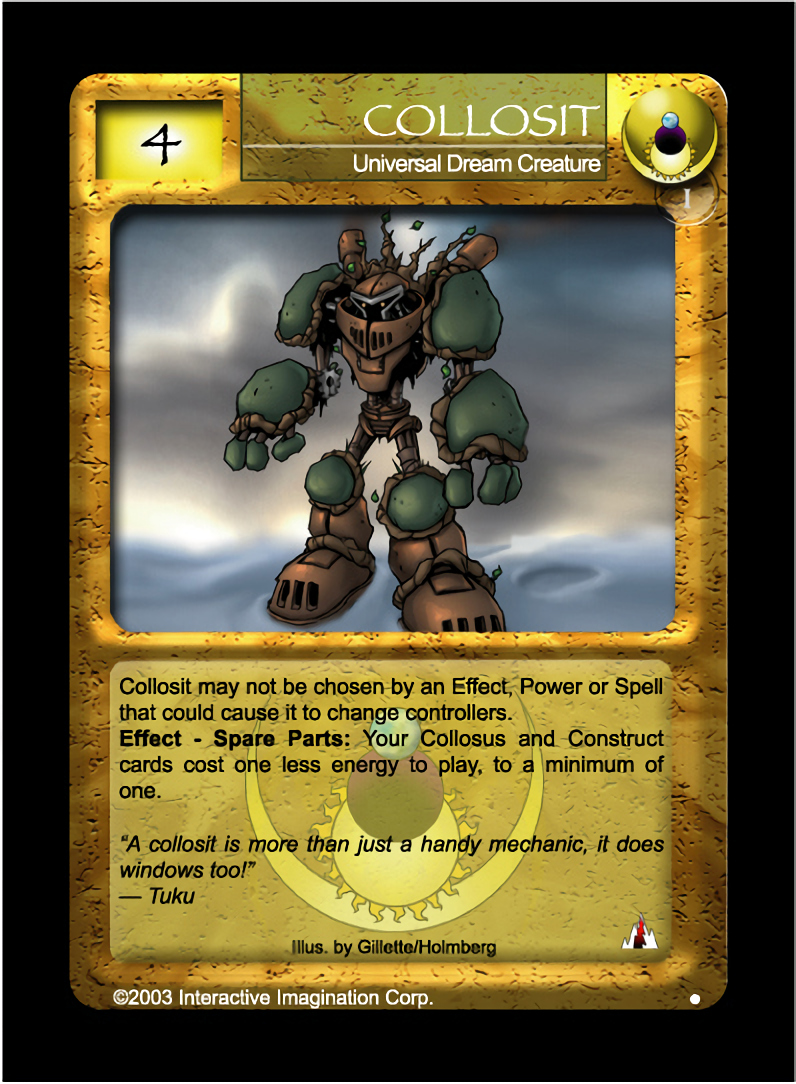 4
COLLOSIT
Universal Dream Creature
1
Collosit may not be chosen by an Effect, Power or Spell
that could cause it to change controllers.
Effect - Spare Parts: Your Collosus and Construct
cards cost one less energy to play, to a minimum of
one.
“A collosit is more than just a handy mechanic, it does
windows too!”
— Tuku
Illus. by Gillette/Holmberg
©2003 Interactive Imagination Corp.